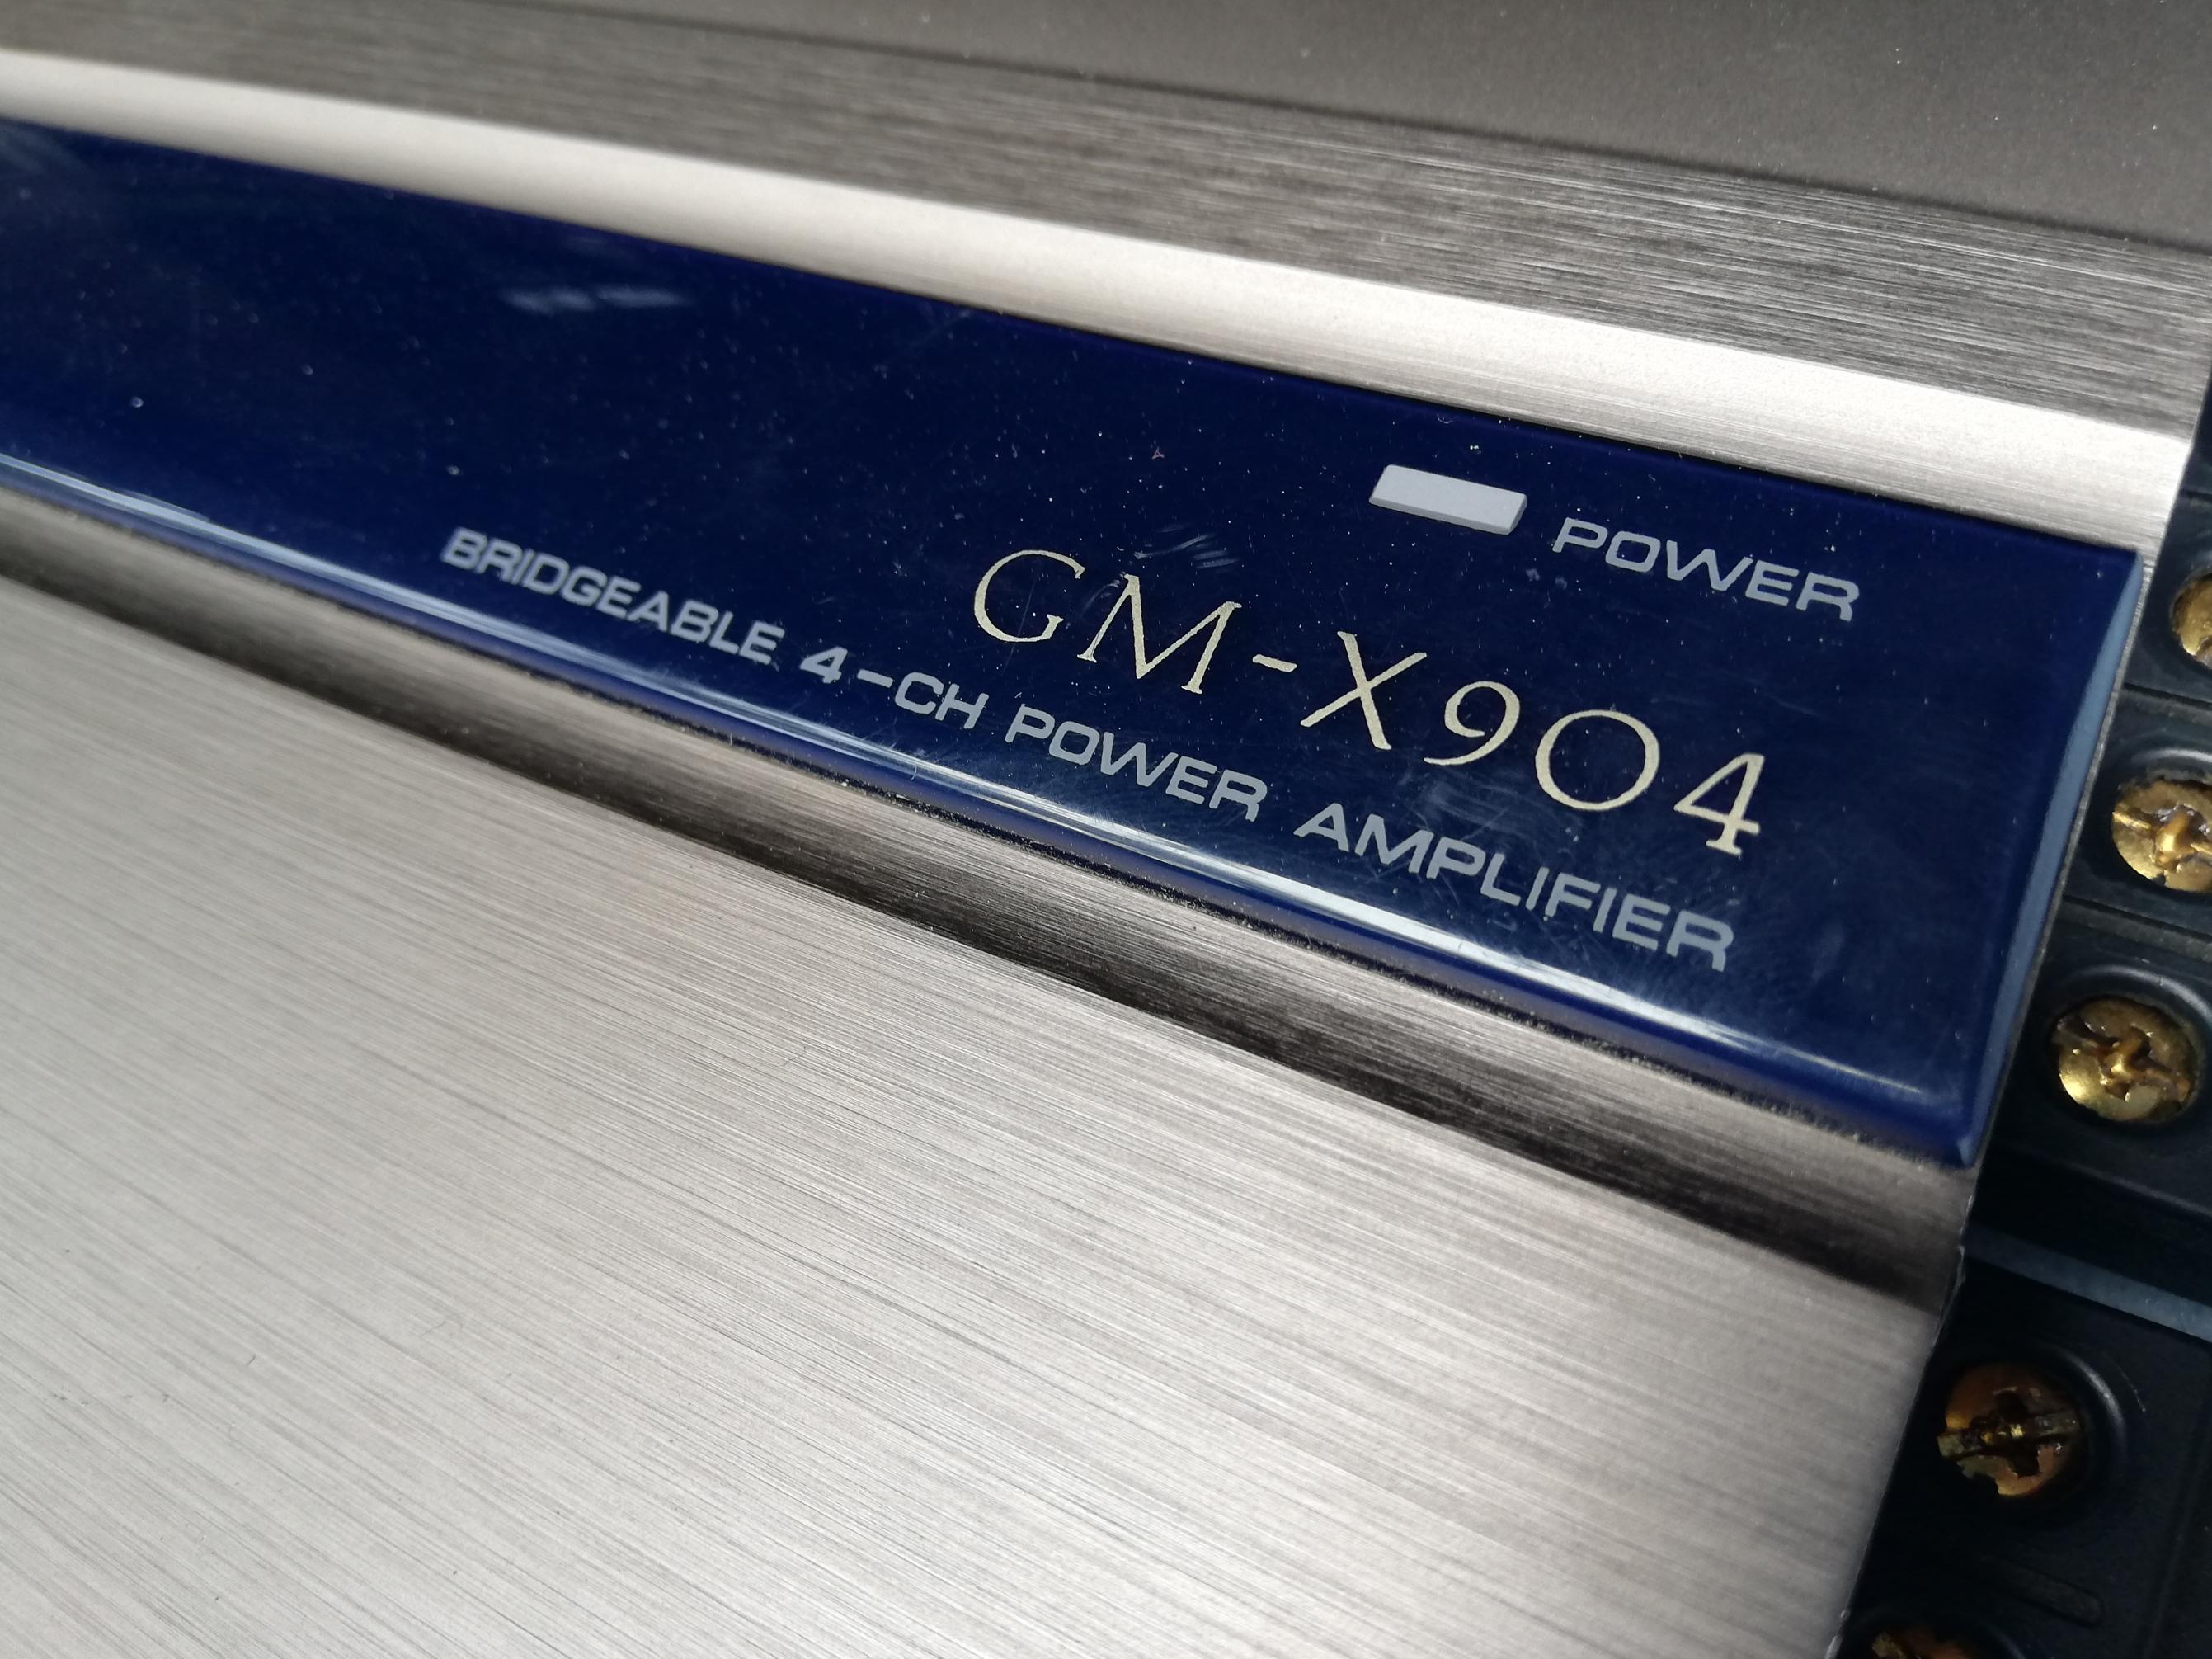 POWER
GM-X904
BRIDGEABLE 4-CH POWER AMPLIFIER